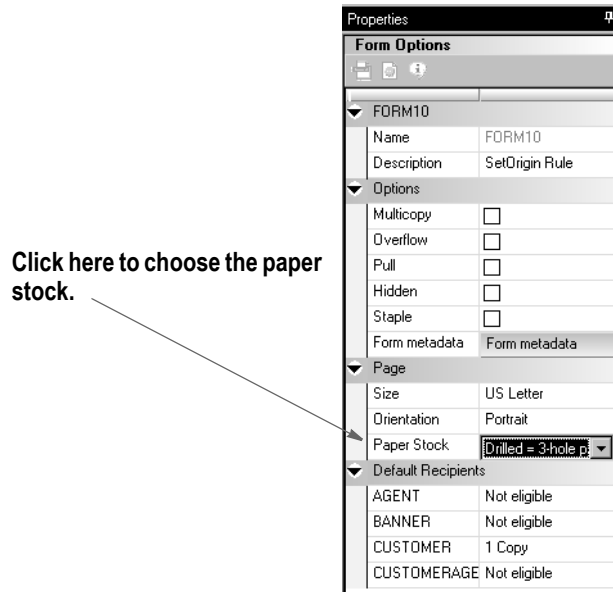 Properties
Form Options
FORM10
Name FORM10
Description SetOrigin Rule
Options
Multicopy
Overflow
Pull
Hidden
Staple
Form metadata Form metadata
Page
Size US Letter
Orientation Portrait
Paper Stock Drilled = 3-hole p
Default Recipients
AGENT Not eligible
BANNER Not eligible
CUSTOMER 1 Copy
CUSTOMERAGE Not eligible
Click here to choose the paper
stock.